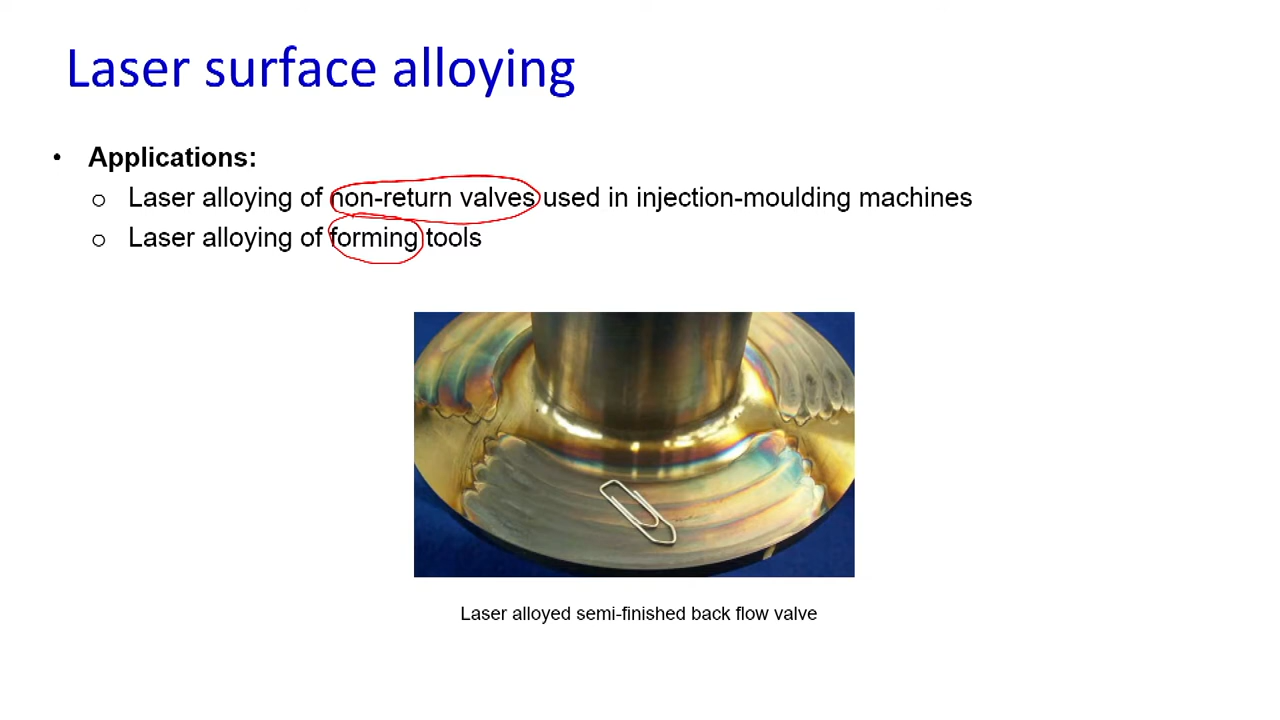 Laser surface alloying
• Applications:
o Laser alloying of non-return valves used in injection-moulding machines
o Laser alloying of forming tools
Laser alloyed semi-finished back flow valve